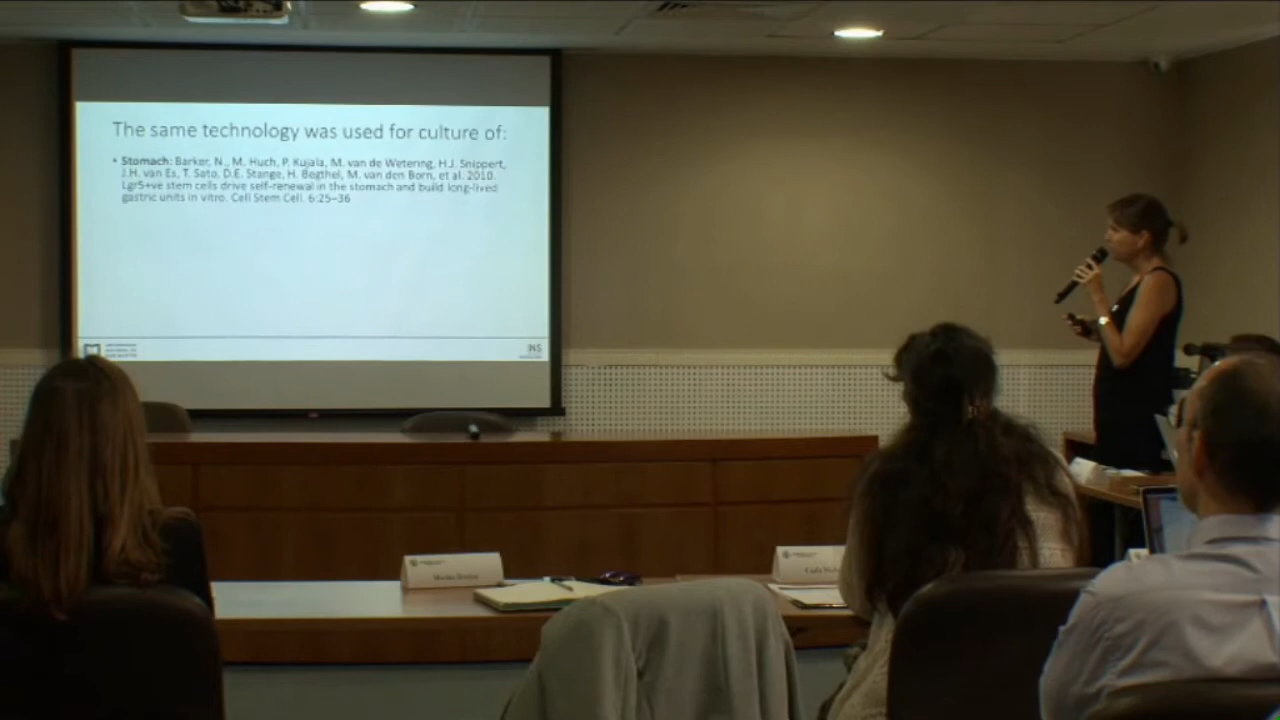 The same technology was used for culture of:
• Stomach: Barker, N., M. Huch, P. Kujala, M. van de Wetering, H.J. Snippert,
J.H. van Es, T. Sato, D.E. Stange, H. Begthel, M. van den Born, et al. 2010.
Lgr5+ve stem cells drive self-renewal in the stomach and build long-lived
gastric units in vitro. Cell Stem Cell. 6:25–36
INS